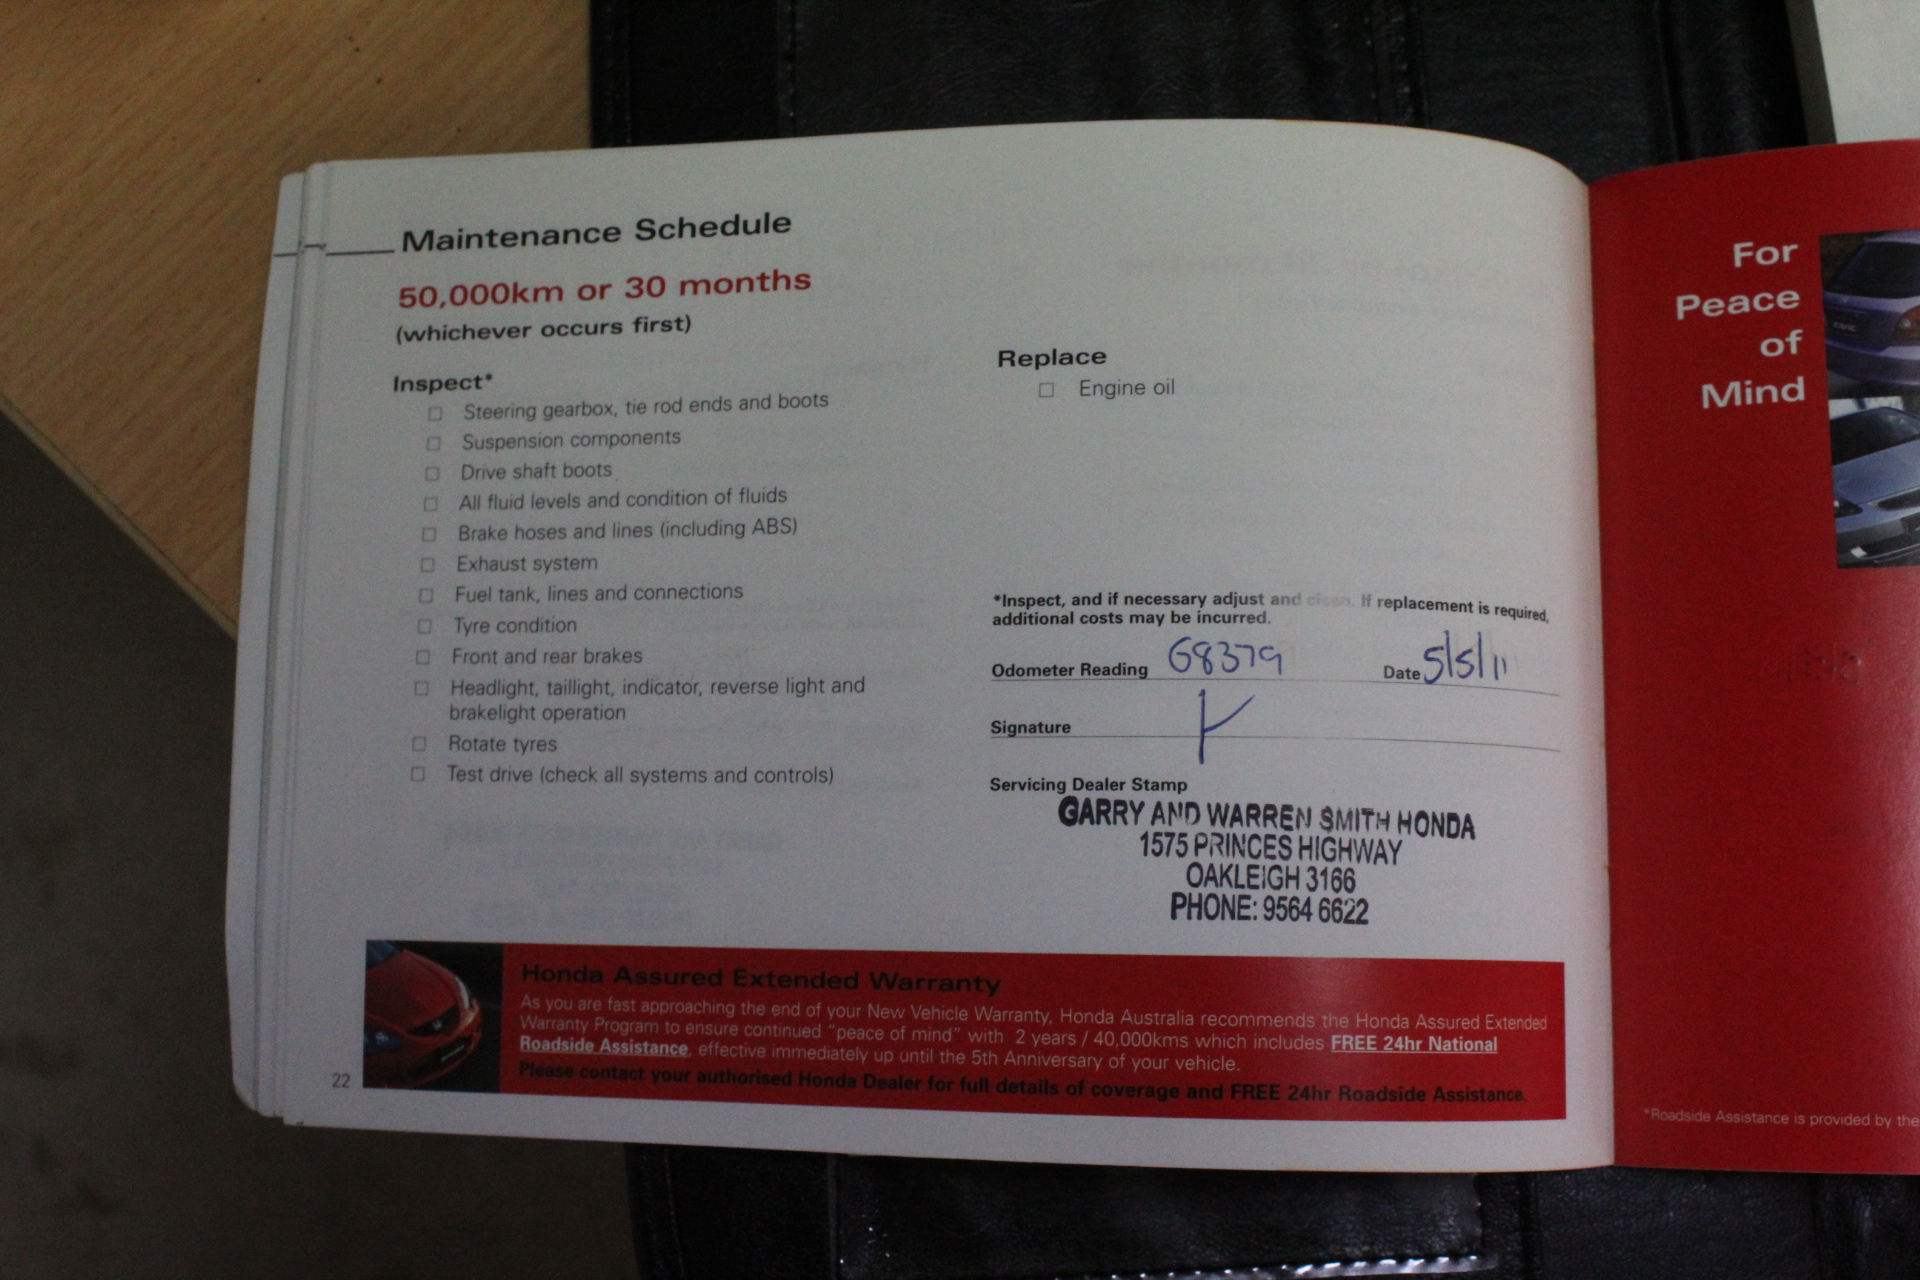 Maintenance Schedule
50,000km or 30 months
(whichever occurs first)
Inspect*
Steering gearbox, tie rod ends and boots
Suspension components
Drive shaft boots
All fluid levels and condition of fluids
Brake hoses and lines (including ABS)
Exhaust system
Fuel tank, lines and connections
Tyre condition
Front and rear brakes
Headlight, taillight, indicator, reverse light and
brakelight operation
Rotate tyres
Test drive (check all systems and controls)
Replace
Engine oil
*Inspect, and if necessary adjust and clean. If replacement is required,
additional costs may be incurred.
Odometer Reading 68379 Date 5/5/11
Signature
Servicing Dealer Stamp
GARRY AND WARREN SMITH HONDA
1575 PRINCES HIGHWAY
OAKLEIGH 3166
PHONE: 9564 6622
Honda Assured Extended Warranty
As you are fast approaching the end of your New Vehicle Warranty, Honda Australia recommends the Honda Assured Extended
Warranty Program to ensure continued "peace of mind" with 2 years / 40,000kms which includes FREE 24hr National
Roadside Assistance, effective immediately up until the 5th Anniversary of your vehicle.
Please contact your authorised Honda Dealer for full details of coverage and FREE 24hr Roadside Assistance.
22
For
Peace
of
Mind
*Roadside Assistance is provided by the